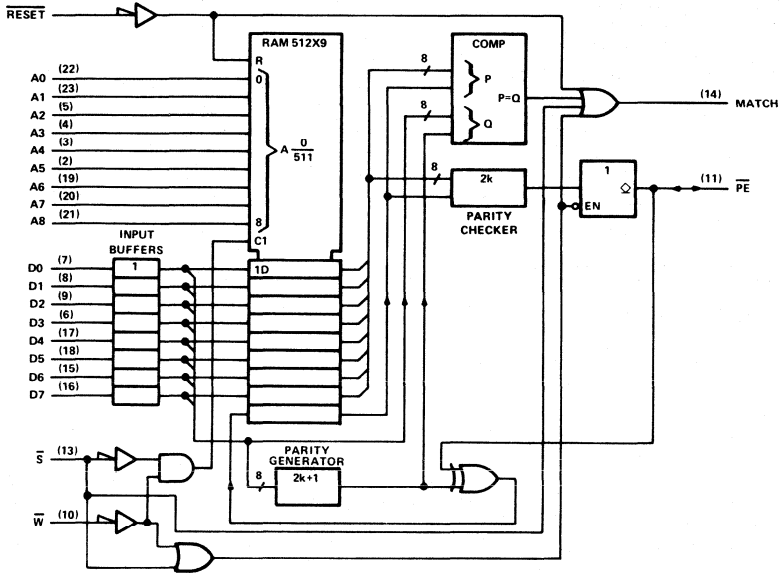 RESET
RAM 512X9
R
0
A 0/511
8
C1
A0 (22)
A1 (23)
A2 (5)
A3 (4)
A4 (3)
A5 (2)
A6 (19)
A7 (20)
A8 (21)
INPUT
BUFFERS
1
1D
D0 (7)
D1 (8)
D2 (9)
D3 (6)
D4 (17)
D5 (18)
D6 (15)
D7 (16)
COMP
8
P
P=Q
8
Q
(14) MATCH
8
2k
PARITY
CHECKER
1
EN
(11) PE
S (13)
W (10)
PARITY
GENERATOR
8
2k+1